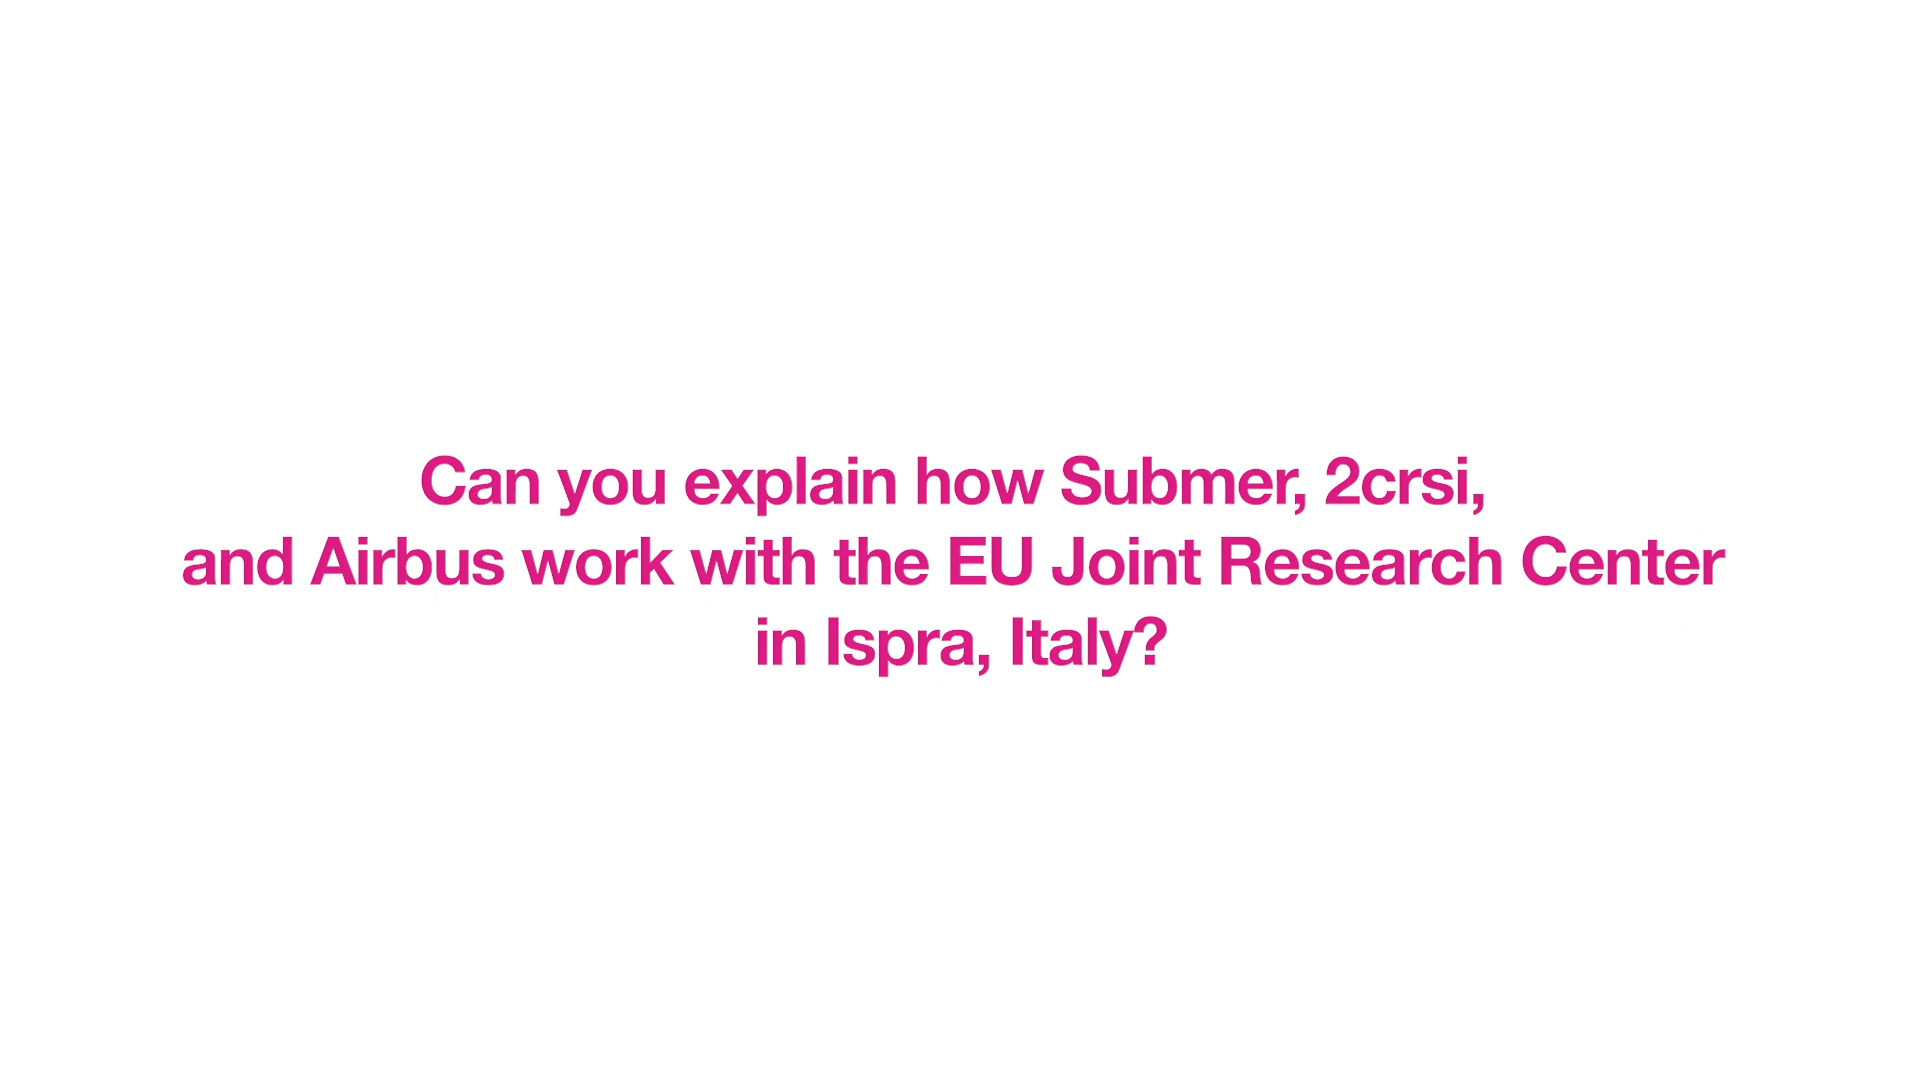 Can you explain how Submer, 2crsi,
and Airbus work with the EU Joint Research Center
in Ispra, Italy?